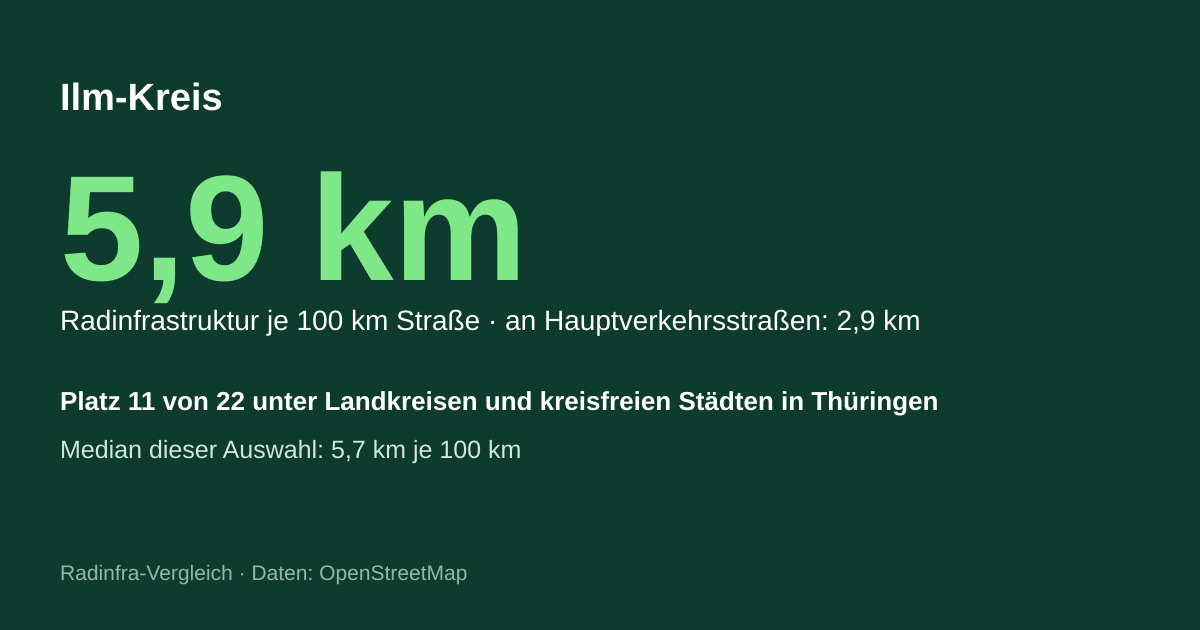 Ilm-Kreis
5,9 km
Radinfrastruktur je 100 km Straße · an Hauptverkehrsstraßen: 2,9 km
Platz 11 von 22 unter Landkreisen und kreisfreien Städten in Thüringen
Median dieser Auswahl: 5,7 km je 100 km
Radinfra-Vergleich · Daten: OpenStreetMap